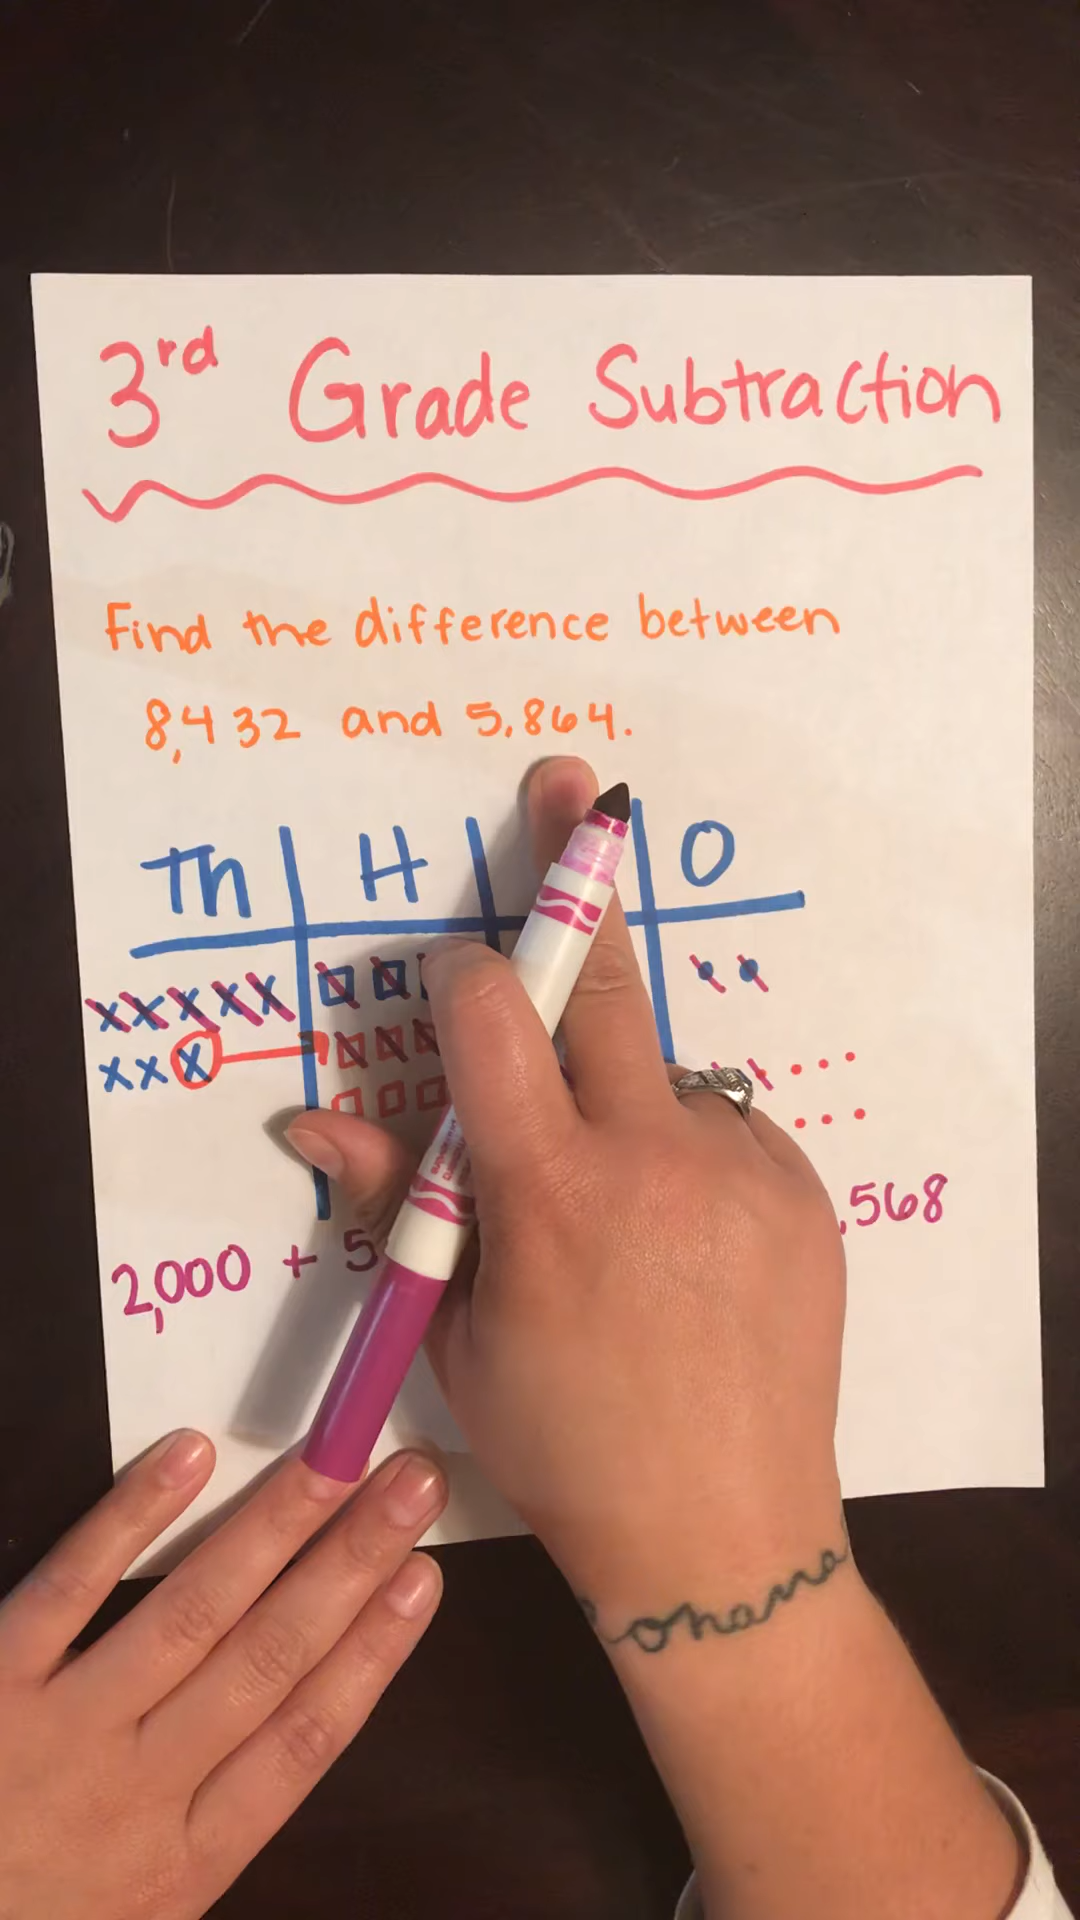 3rd Grade Subtraction
Find the difference between
8,432 and 5,864.
Th H O
2,000 + 5 ,568
ohana